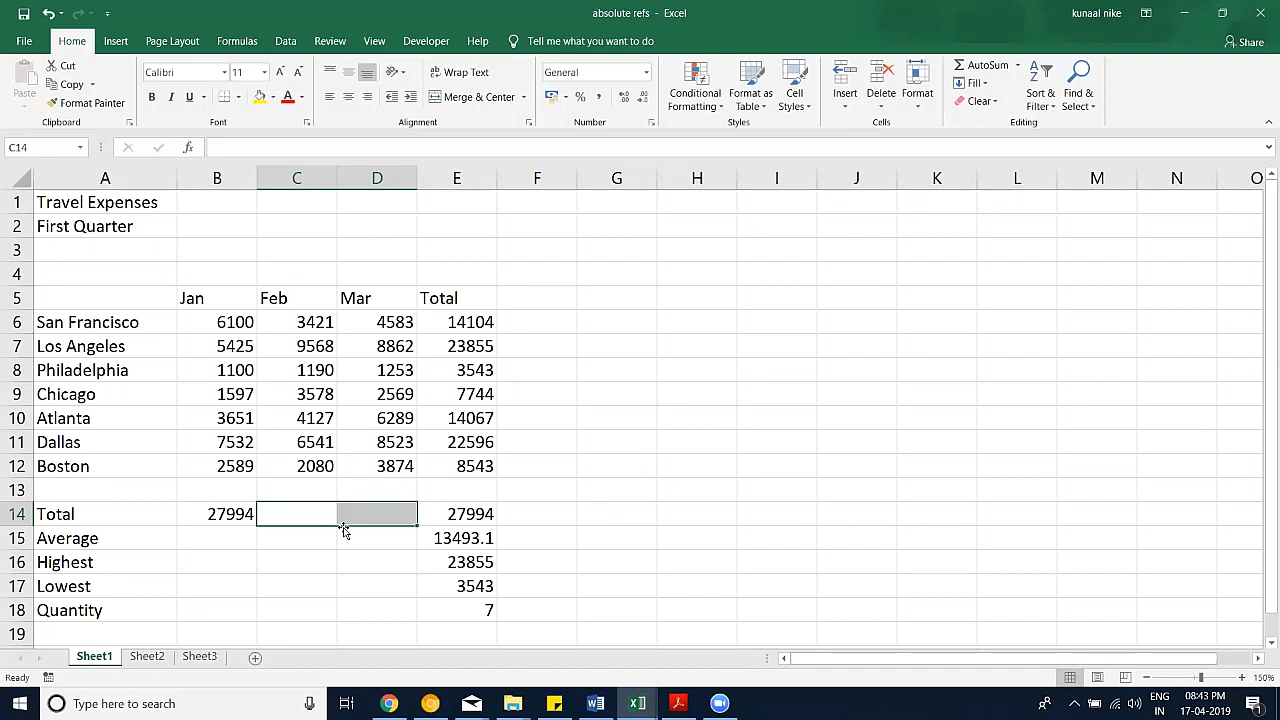 absolute refs - Excel
kunaal nike
File Home Insert Page Layout Formulas Data Review View Developer Help Tell me what you want to do Share
Paste
Cut
Copy
Format Painter
Clipboard
Calibri 11
B I U
Font
Wrap Text
Merge & Center
Alignment
General
Number
Conditional Formatting
Format as Table
Cell Styles
Styles
Insert
Delete
Format
Cells
AutoSum
Fill
Clear
Sort & Filter
Find & Select
Editing
C14 fx
A B C D E F G H I J K L M N O
1 Travel Expenses
2 First Quarter
3
4
5 Jan Feb Mar Total
6 San Francisco 6100 3421 4583 14104
7 Los Angeles 5425 9568 8862 23855
8 Philadelphia 1100 1190 1253 3543
9 Chicago 1597 3578 2569 7744
10 Atlanta 3651 4127 6289 14067
11 Dallas 7532 6541 8523 22596
12 Boston 2589 2080 3874 8543
13
14 Total 27994 27994
15 Average 13493.1
16 Highest 23855
17 Lowest 3543
18 Quantity 7
19
Sheet1 Sheet2 Sheet3
Ready 150%
Type here to search
ENG
IN
08:43 PM
17-04-2019